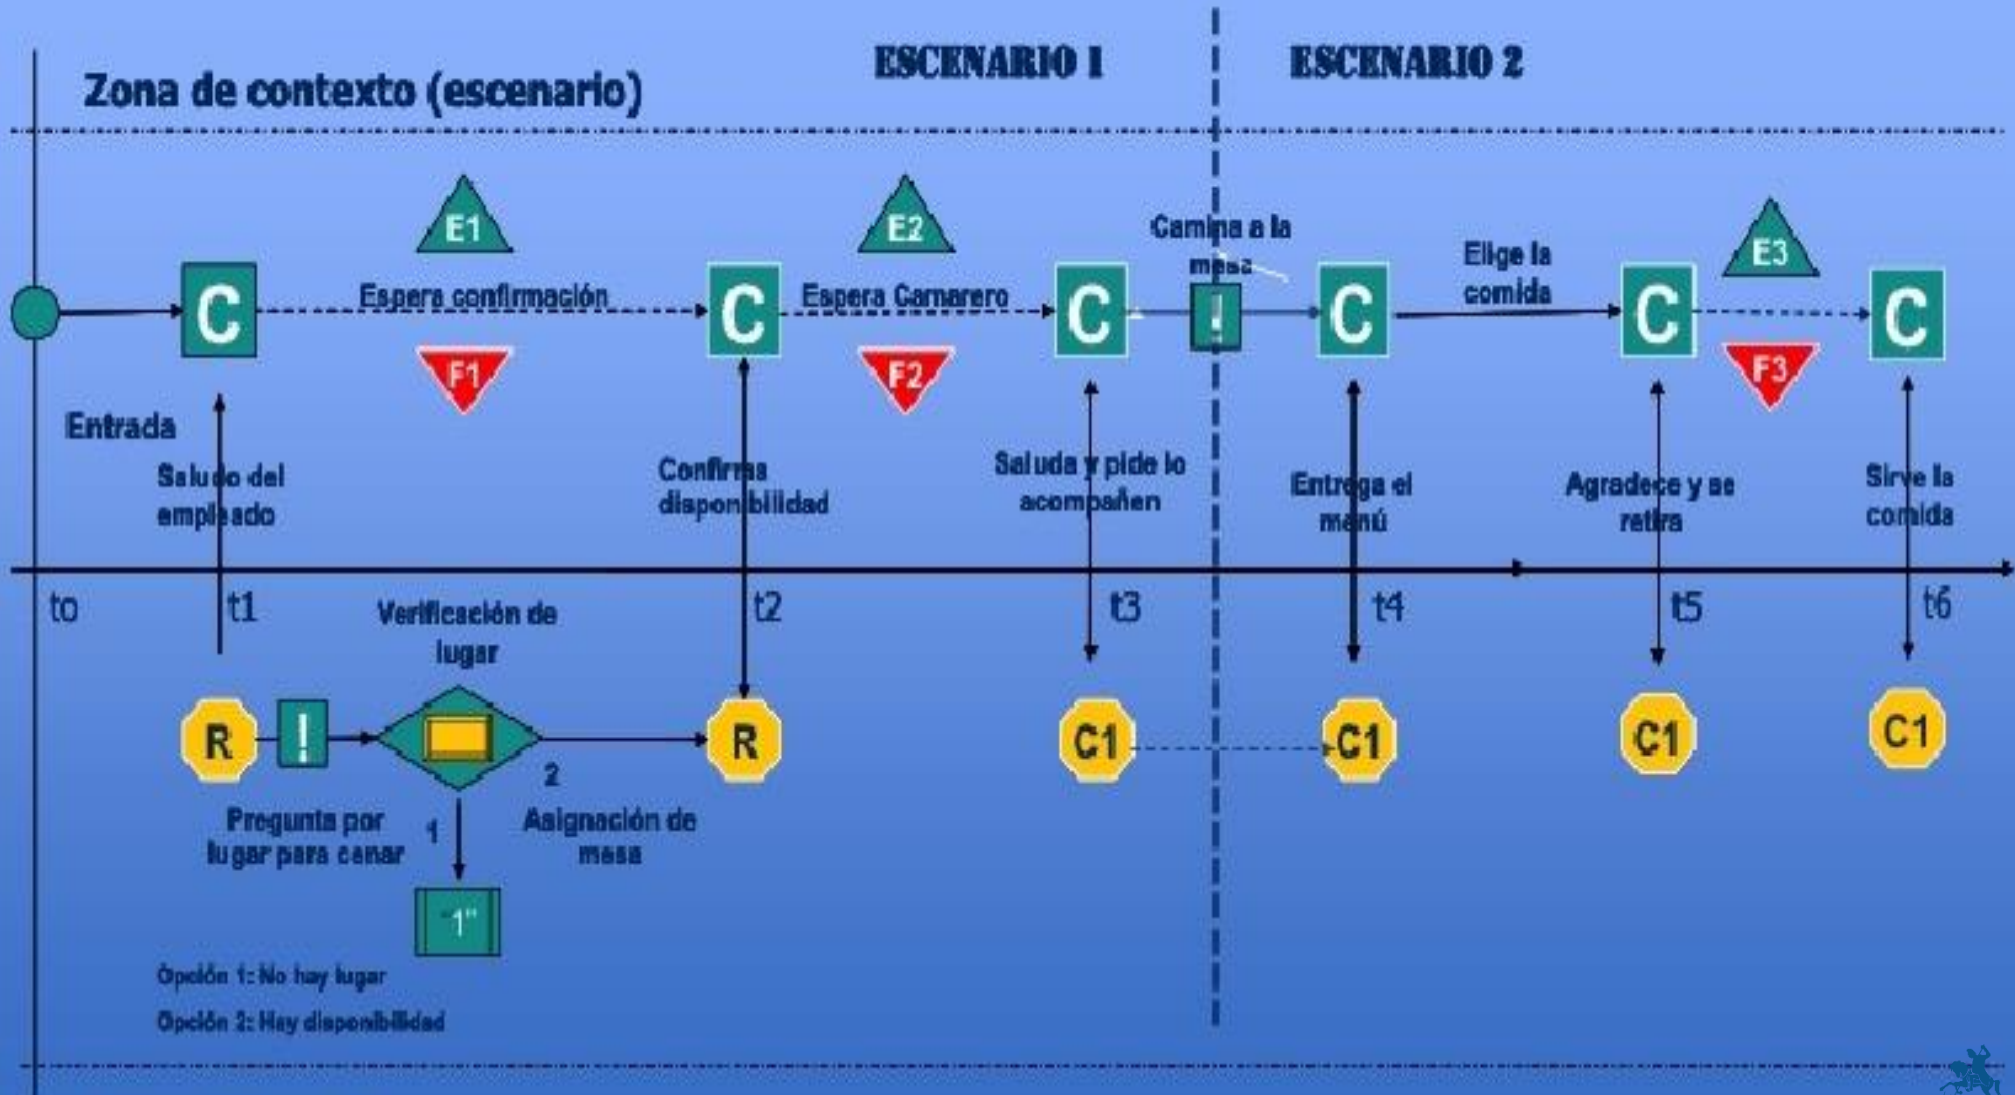 ESCENARIO 1
ESCENARIO 2
Zona de contexto (escenario)
E1
E2
E3
Camina a la
mesa
Elige la
comida
C
Espera confirmación
C
Espera Camarero
C
!
C
C
C
F1
F2
F3
Entrada
Saludo del
empleado
Confirma
disponibilidad
Saluda y pide lo
acompañen
Entrega el
menú
Agradece y se
retira
Sirve la
comida
to
t1
t2
t3
t4
t5
t6
Verificación de
lugar
R
!
R
C1
C1
C1
C1
2
Pregunta por
lugar para cenar
1
Asignación de
mesa
"1"
Opción 1: No hay lugar
Opción 2: Hay disponibilidad